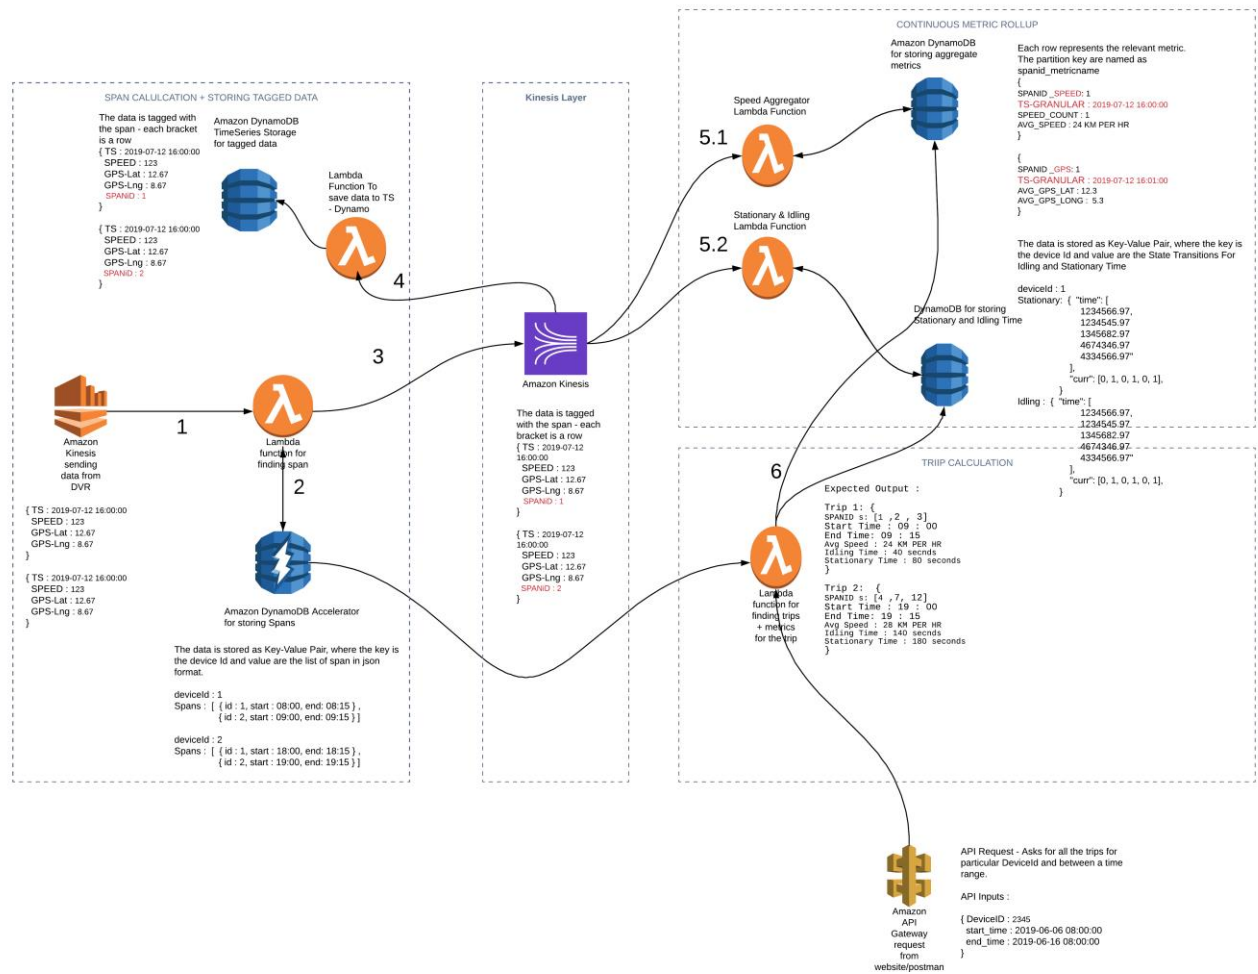 CONTINUOUS METRIC ROLLUP
Amazon DynamoDB
for storing aggregate
metrics
Each row represents the relevant metric.
The partition key are named as
spanid_metricname
{
SPANID _SPEED: 1
TS-GRANULAR : 2019-07-12 16:00:00
SPEED_COUNT : 1
AVG_SPEED : 24 KM PER HR
}
{
SPANID _GPS: 1
TS-GRANULAR : 2019-07-12 16:01:00
AVG_GPS_LAT : 12.3
AVG_GPS_LONG : 5.3
}
Speed Aggregator
Lambda Function
5.1
Stationary & Idling
Lambda Function
5.2
The data is stored as Key-Value Pair, where the key is
the device Id and value are the State Transitions For
Idling and Stationary Time
deviceId : 1
Stationary: { "time": [
1234566.97,
1234545.97
1345682.97
4674346.97
4334566.97"
],
"curr": [0, 1, 0, 1, 0, 1],
}
Idling : { "time": [
1234566.97,
1234545.97
1345682.97
4674346.97
4334566.97"
],
"curr": [0, 1, 0, 1, 0, 1],
}
DynamoDB for storing
Stationary and Idling Time
SPAN CALULCATION + STORING TAGGED DATA
The data is tagged with
the span - each bracket
is a row
{ TS : 2019-07-12 16:00:00
SPEED : 123
GPS-Lat : 12.67
GPS-Lng : 8.67
SPANiD : 1
}
{ TS : 2019-07-12 16:00:00
SPEED : 123
GPS-Lat : 12.67
GPS-Lng : 8.67
SPANiD : 2
}
Amazon DynamoDB
TimeSeries Storage
for tagged data
Lambda
Function To
save data to TS
- Dynamo
4
3
1
2
Amazon
Kinesis
sending
data from
DVR
Lambda
function for
finding span
{ TS : 2019-07-12 16:00:00
SPEED : 123
GPS-Lat : 12.67
GPS-Lng : 8.67
}
{ TS : 2019-07-12 16:00:00
SPEED : 123
GPS-Lat : 12.67
GPS-Lng : 8.67
}
Amazon DynamoDB Accelerator
for storing Spans
The data is stored as Key-Value Pair, where the key is
the device Id and value are the list of span in json
format.
deviceId : 1
Spans : [ { id : 1, start : 08:00, end: 08:15 } ,
{ id : 2, start : 09:00, end: 09:15 } ]
deviceId : 2
Spans : [ { id : 1, start : 18:00, end: 18:15 } ,
{ id : 2, start : 19:00, end: 19:15 } ]
Kinesis Layer
Amazon Kinesis
The data is tagged
with the span - each
bracket is a row
{ TS : 2019-07-12
16:00:00
SPEED : 123
GPS-Lat : 12.67
GPS-Lng : 8.67
SPANiD : 1
}
{ TS : 2019-07-12
16:00:00
SPEED : 123
GPS-Lat : 12.67
GPS-Lng : 8.67
SPANiD : 2
}
TRIIP CALCULATION
6
Lambda
function for
finding trips
+ metrics
for the trip
Expected Output :
Trip 1: {
SPANID s: [1 ,2 , 3]
Start Time : 09 : 00
End Time: 09 : 15
Avg Speed : 24 KM PER HR
Idling Time : 40 secnds
Stationary Time : 80 seconds
}
Trip 2: {
SPANID s: [4 ,7, 12]
Start Time : 19 : 00
End Time: 19 : 15
Avg Speed : 28 KM PER HR
Idling Time : 140 secnds
Stationary Time : 180 seconds
}
Amazon
API
Gateway
request
from
website/postman
API Request - Asks for all the trips for
particular DeviceId and between a time
range.
API Inputs :
{ DeviceID : 2345
start_time : 2019-06-06 08:00:00
end_time : 2019-06-16 08:00:00
}